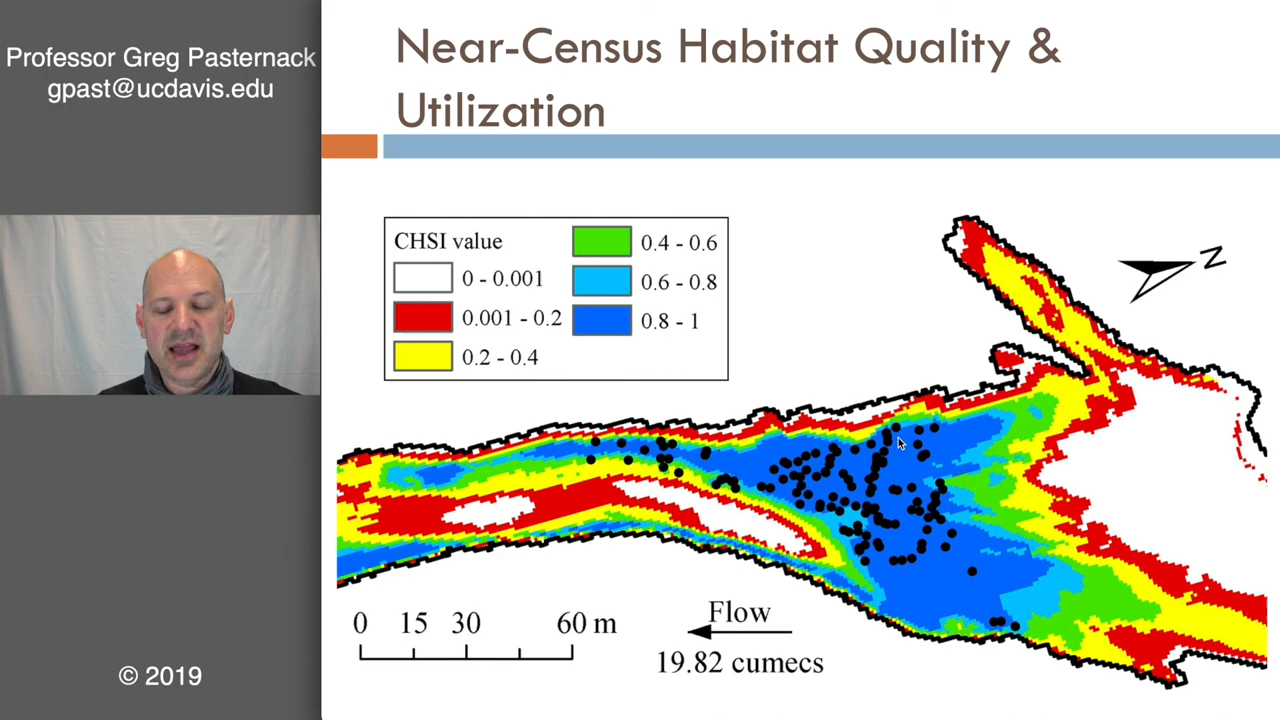 Professor Greg Pasternack
gpast@ucdavis.edu
Near-Census Habitat Quality &
Utilization
CHSI value
0 - 0.001
0.001 - 0.2
0.2 - 0.4
0.4 - 0.6
0.6 - 0.8
0.8 - 1
N
0 15 30 60 m
Flow
19.82 cumecs
© 2019